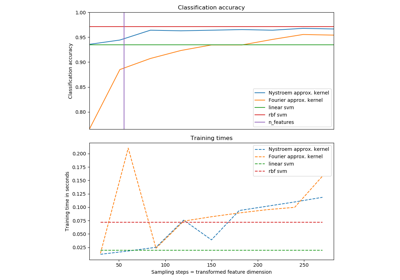 Classification accuracy
1.00
0.95
0.90
0.85
0.80
Classification accuracy
Nystroem approx. kernel
Fourier approx. kernel
linear svm
rbf svm
n_features
Training times
0.200
0.175
0.150
0.125
0.100
0.075
0.050
0.025
Training time in seconds
Nystroem approx. kernel
Fourier approx. kernel
linear svm
rbf svm
50 100 150 200 250
Sampling steps = transformed feature dimension